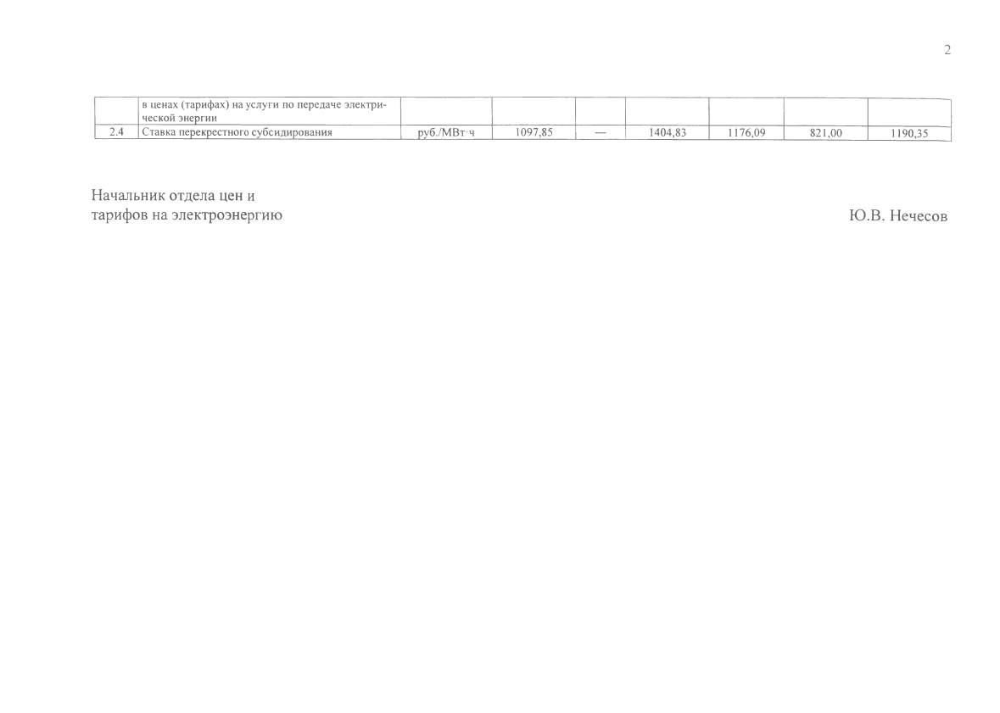 2
в ценах (тарифах) на услуги по передаче электри-
ческой энергии
2.4 Ставка перекрестного субсидирования руб./МВт·ч 1097,85 — 1404,83 1176,09 821,00 1190,35
Начальник отдела цен и
тарифов на электроэнергию Ю.В. Нечесов